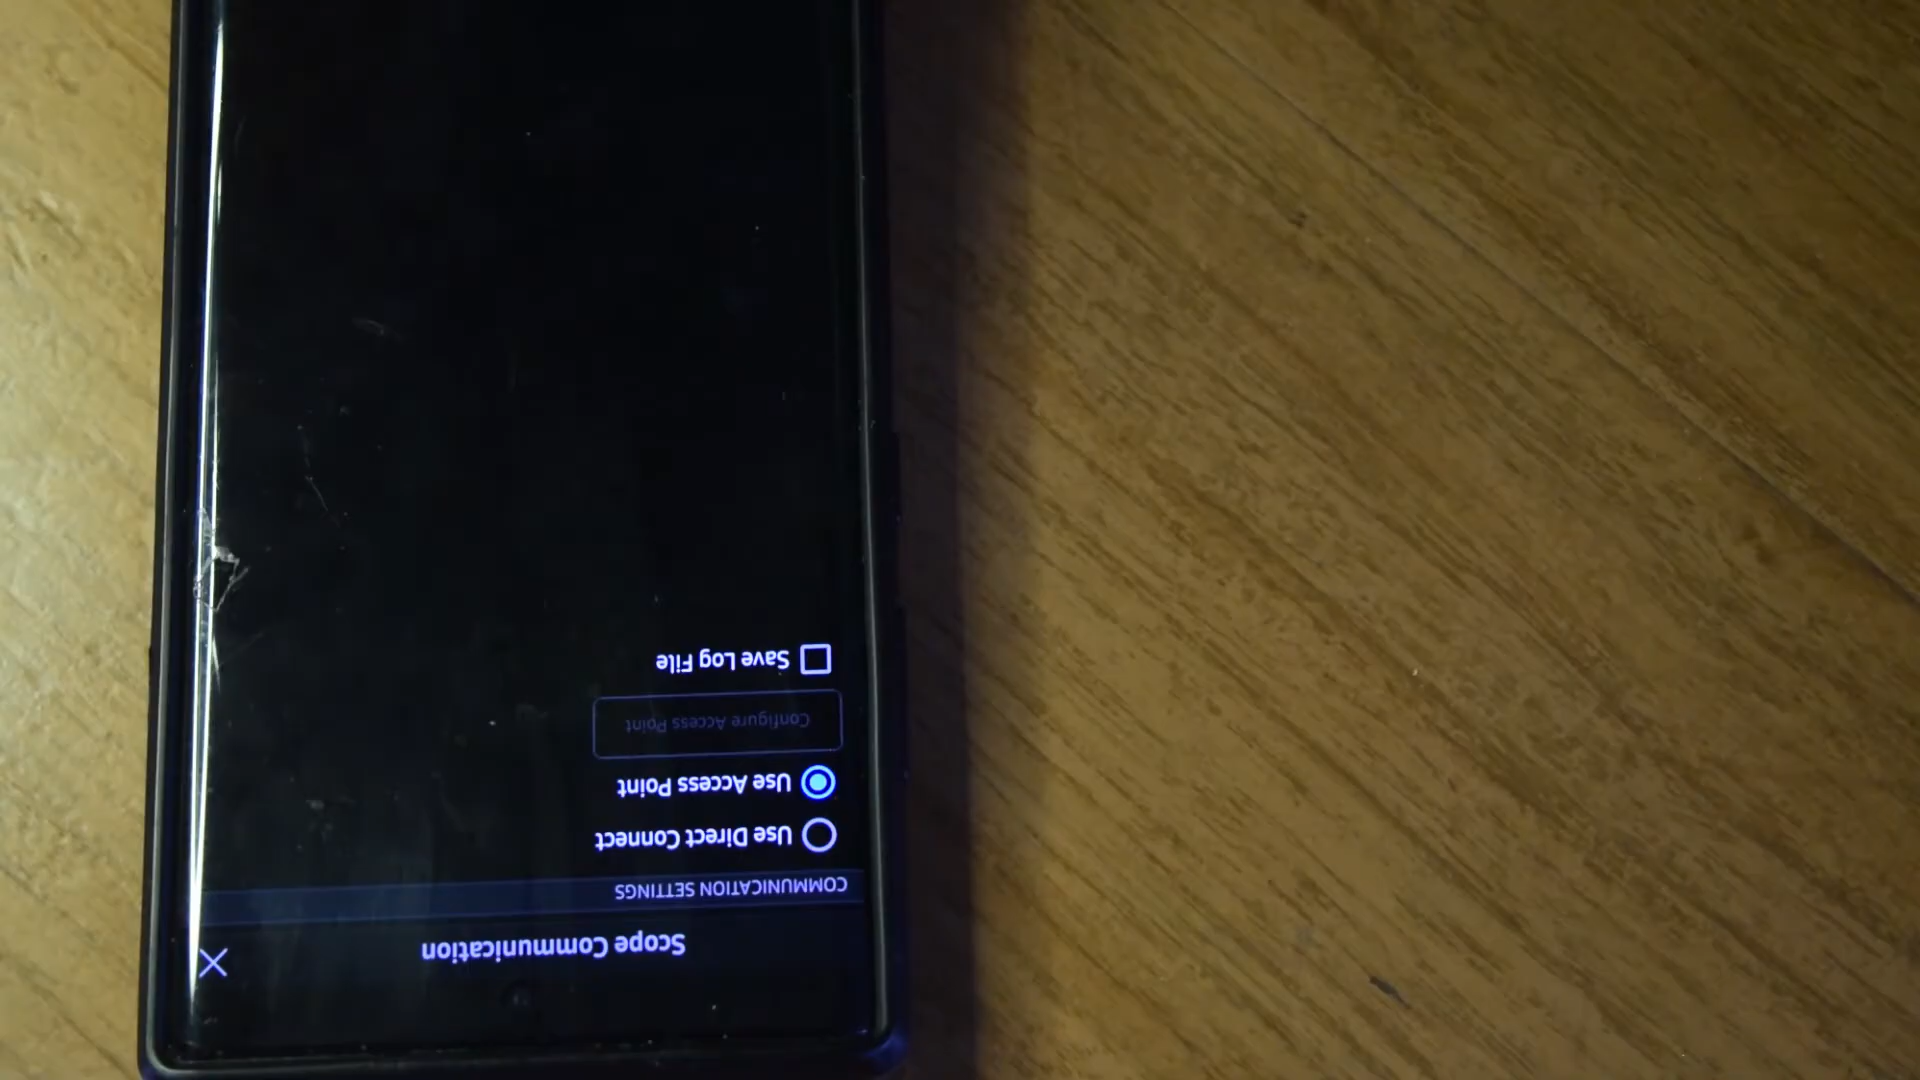 Scope Communication
COMMUNICATION SETTINGS
Use Direct Connect
Use Access Point
Configure Access Point
Save Log File